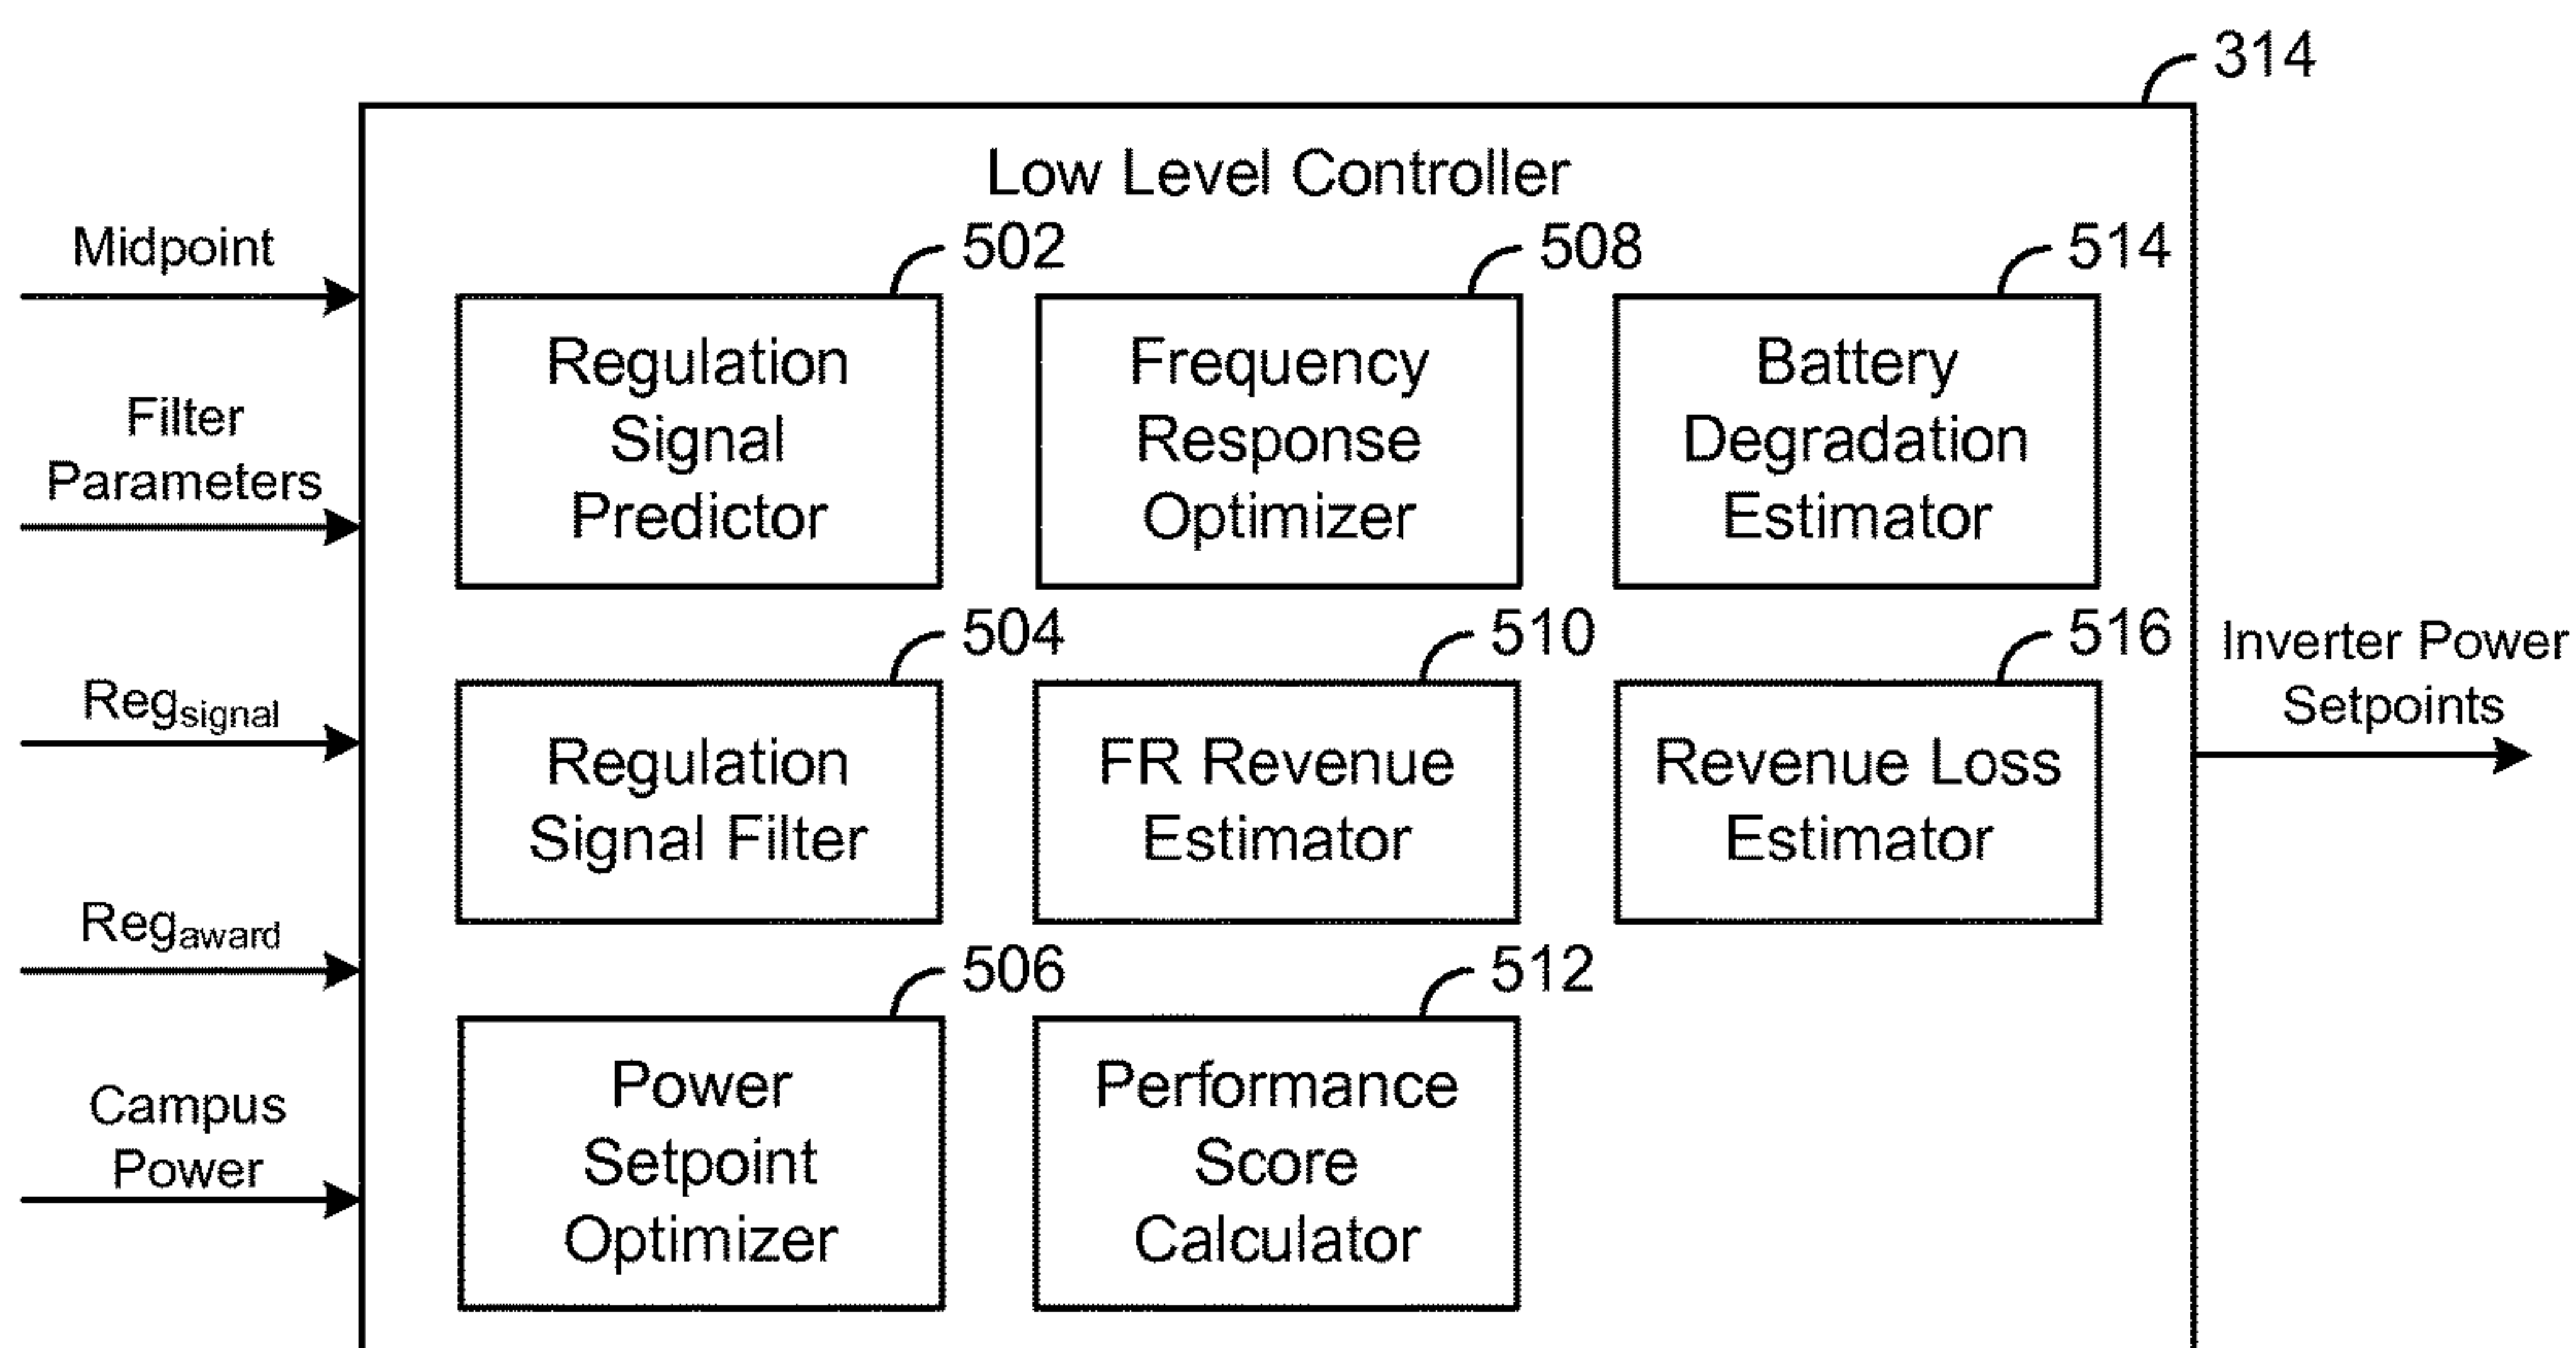 314
Low Level Controller
Midpoint
Filter
Parameters
Regsignal
Regaward
Campus
Power
502
Regulation
Signal
Predictor
508
Frequency
Response
Optimizer
514
Battery
Degradation
Estimator
504
Regulation
Signal Filter
510
FR Revenue
Estimator
516
Revenue Loss
Estimator
506
Power
Setpoint
Optimizer
512
Performance
Score
Calculator
Inverter Power
Setpoints